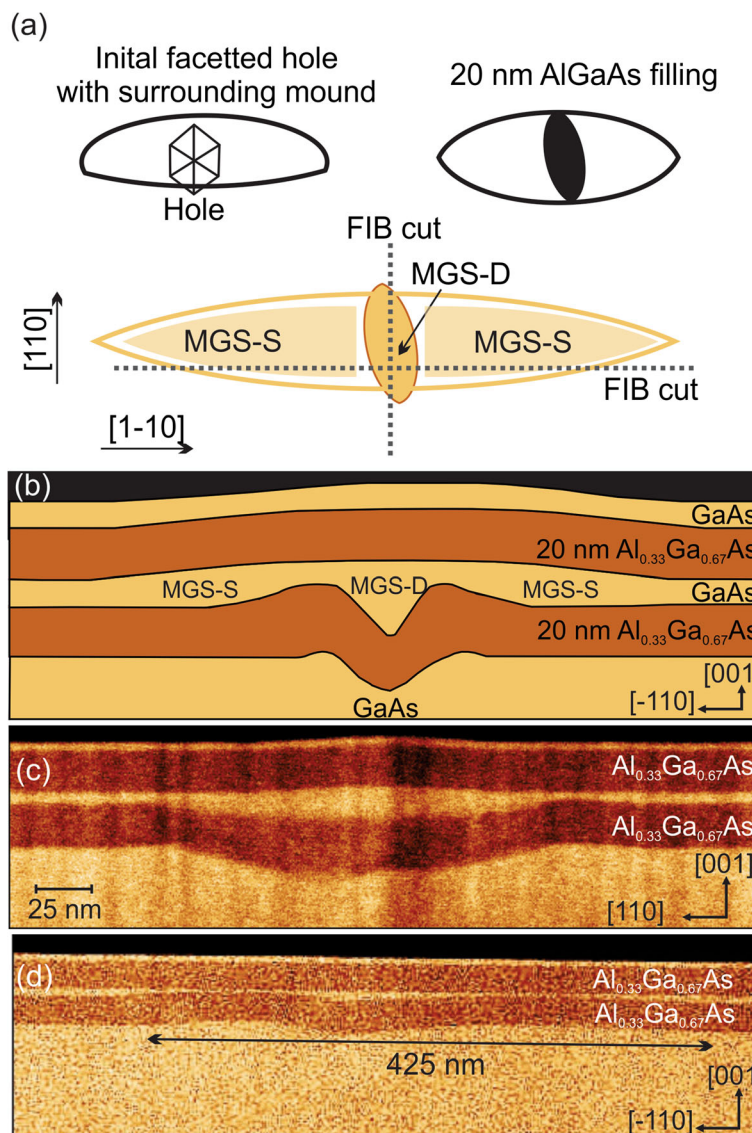 (a)
Inital facetted hole
with surrounding mound
20 nm AlGaAs filling
Hole
FIB cut
MGS-D
[110]
MGS-S
MGS-S
FIB cut
[1-10]
(b)
GaAs
20 nm Al0.33Ga0.67As
MGS-S
MGS-D
MGS-S
GaAs
20 nm Al0.33Ga0.67As
[001]
[-110]
GaAs
(c)
Al0.33Ga0.67As
Al0.33Ga0.67As
[001]
25 nm
[110]
(d)
Al0.33Ga0.67As
Al0.33Ga0.67As
425 nm
[001]
[-110]